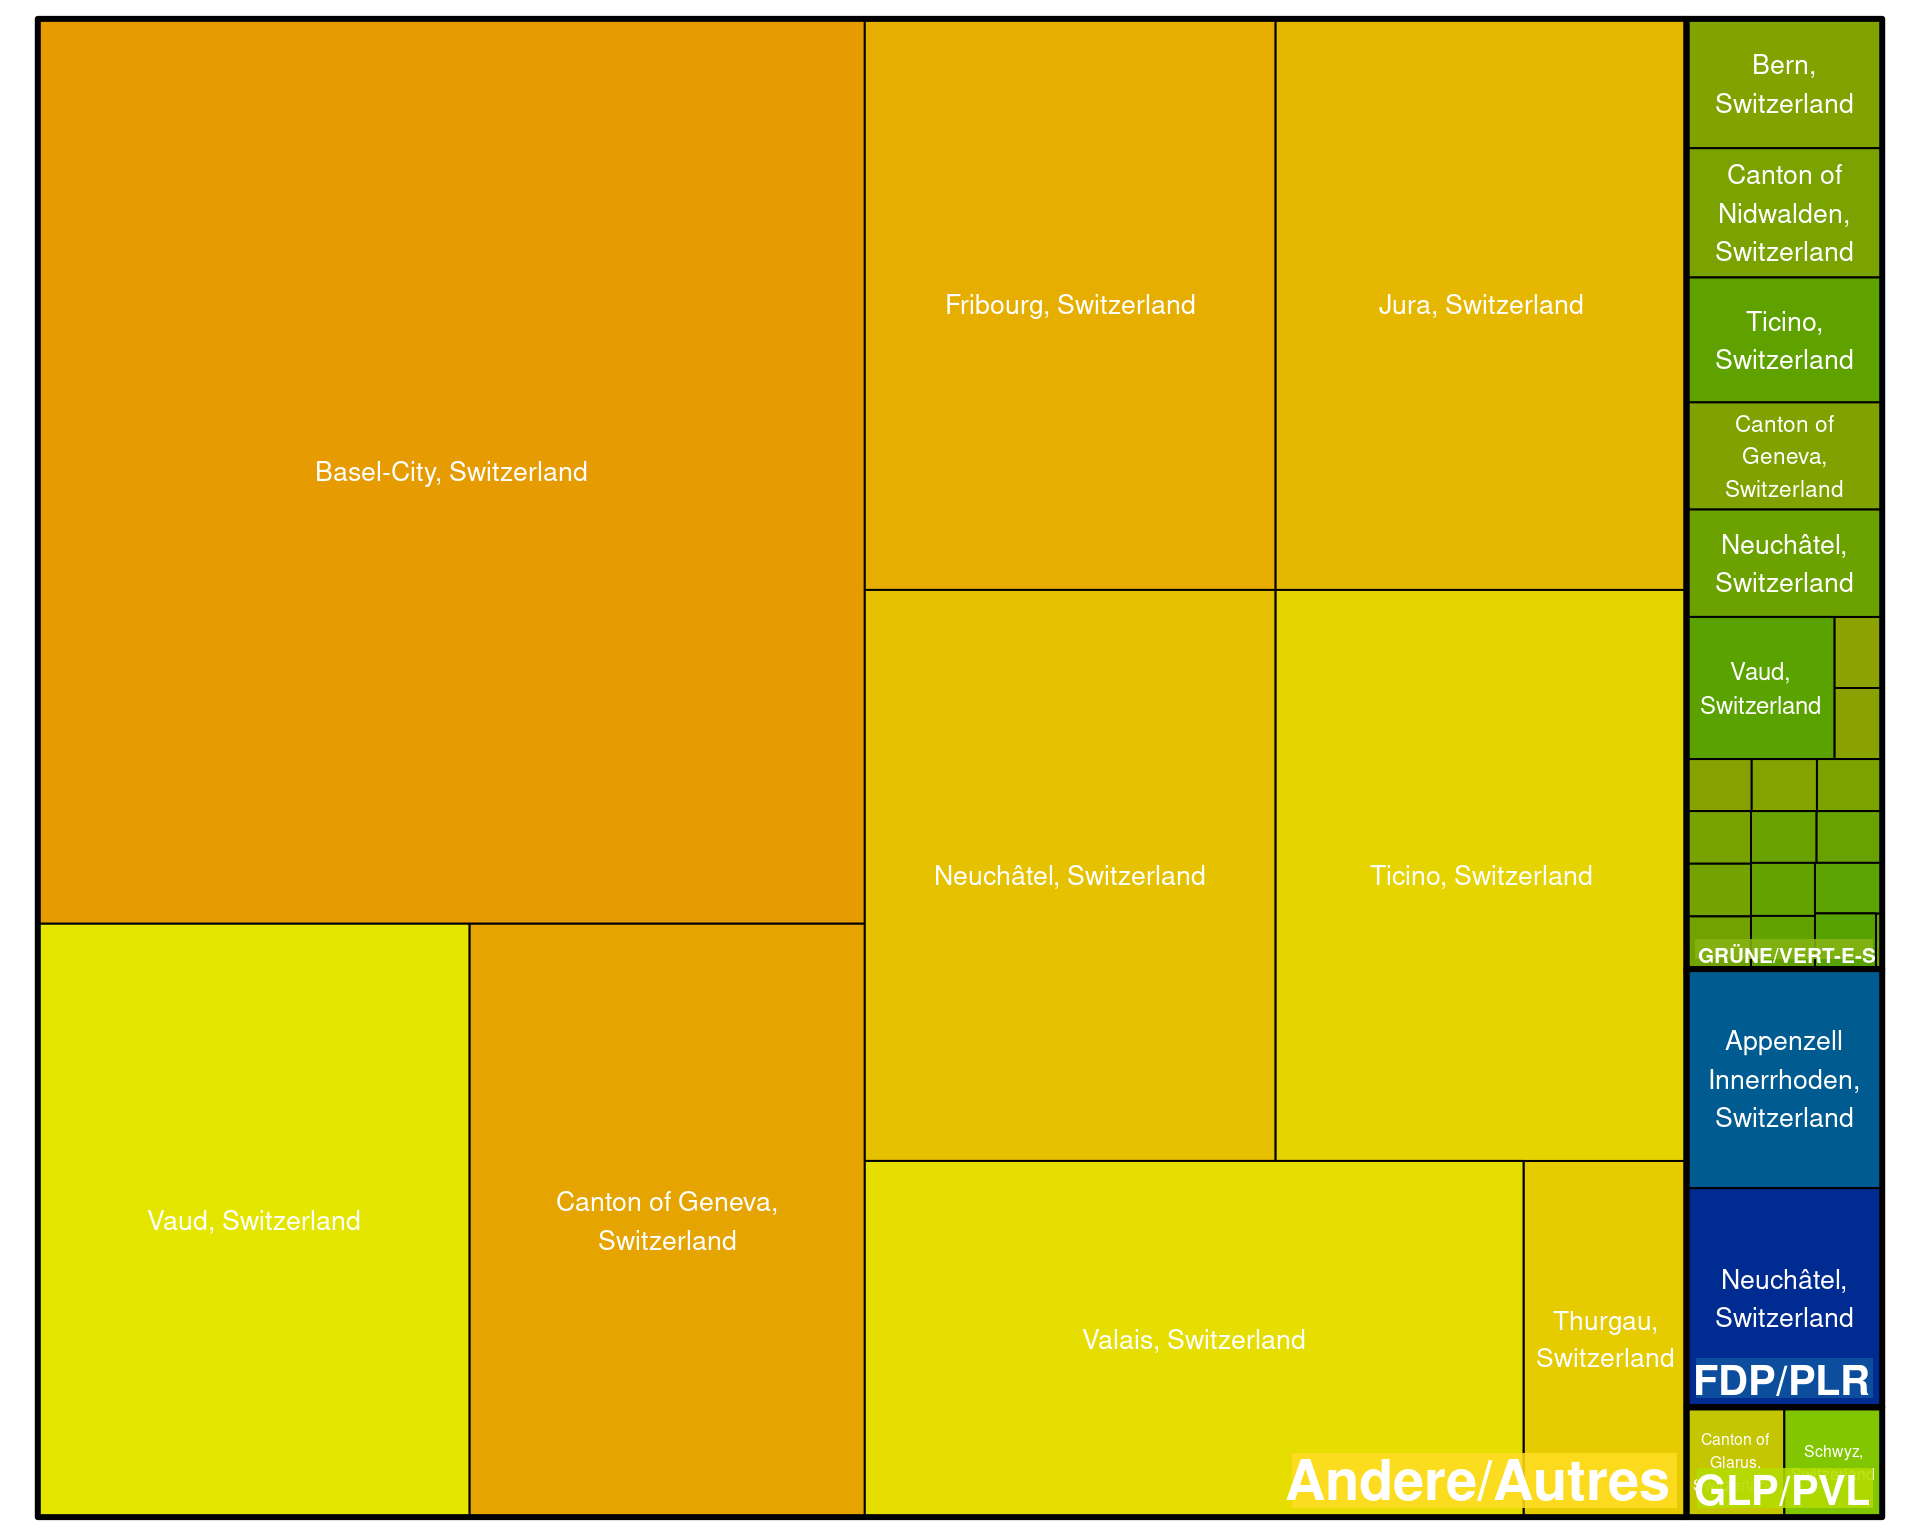 Basel-City, Switzerland
Fribourg, Switzerland
Jura, Switzerland
Neuchâtel, Switzerland
Ticino, Switzerland
Vaud, Switzerland
Canton of Geneva,
Switzerland
Valais, Switzerland
Thurgau,
Switzerland
Andere/Autres
Bern,
Switzerland
Canton of
Nidwalden,
Switzerland
Ticino,
Switzerland
Canton of
Geneva,
Switzerland
Neuchâtel,
Switzerland
Vaud,
Switzerland
GRÜNE/VERT-E-S
Appenzell
Innerrhoden,
Switzerland
Neuchâtel,
Switzerland
FDP/PLR
Canton of
Glarus,
Schwyz,
GLP/PVL